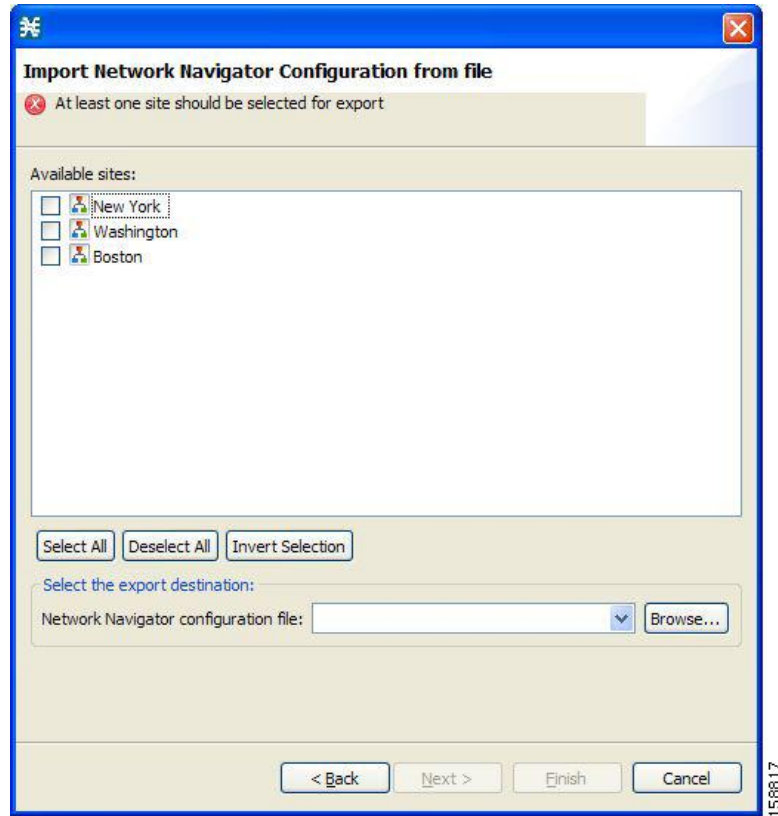 Import Network Navigator Configuration from file
At least one site should be selected for export
Available sites:
New York
Washington
Boston
Select All Deselect All Invert Selection
Select the export destination:
Network Navigator configuration file: Browse...
< Back Next > Finish Cancel
158817